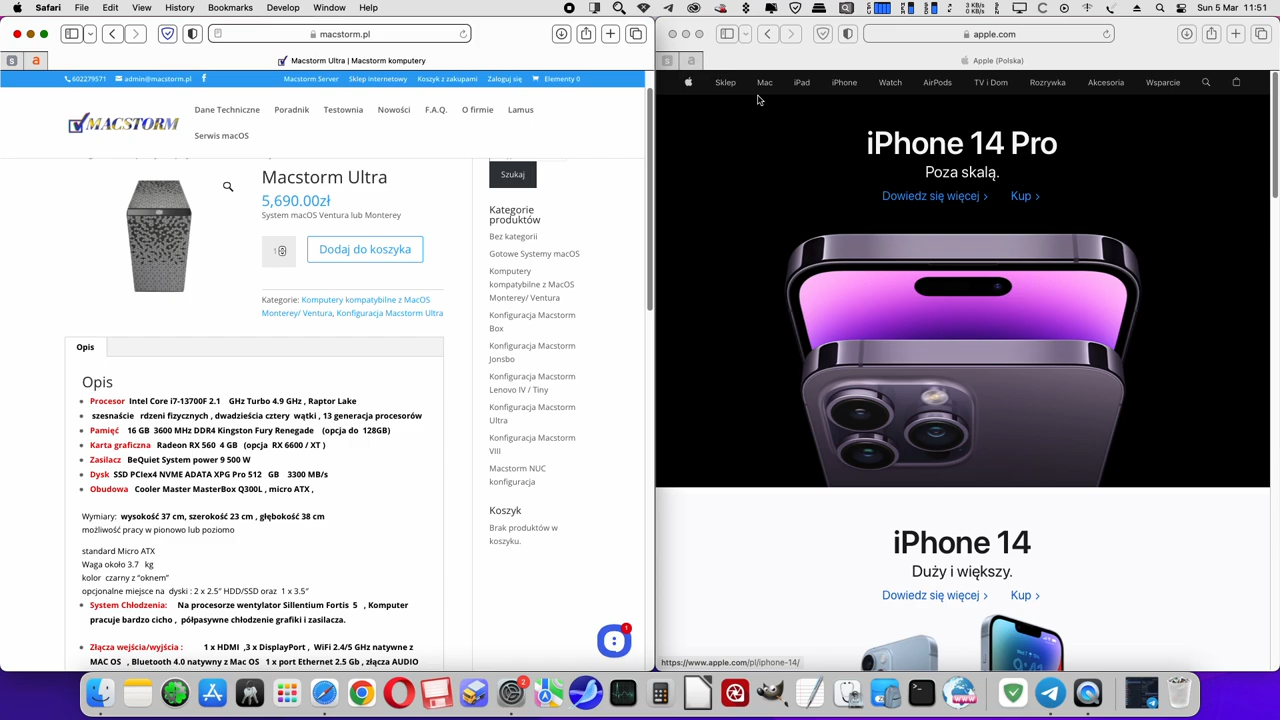 Safari File Edit View History Bookmarks Develop Window Help
3 KB/s
0 KB/s
Sun 5 Mar 11:51
macstorm.pl
Macstorm Ultra | Macstorm komputery
602279571 admin@macstorm.pl
Macstorm Server Sklep internetowy Koszyk z zakupami Zaloguj się Elementy 0
MACSTORM
Dane Techniczne Poradnik Testownia Nowości F.A.Q. O firmie Lamus
Serwis macOS
Macstorm Ultra
5,690.00zł
System macOS Ventura lub Monterey
1
Dodaj do koszyka
Kategorie: Komputery kompatybilne z MacOS
Monterey/ Ventura, Konfiguracja Macstorm Ultra
Opis
Opis
Procesor Intel Core i7-13700F 2.1 GHz Turbo 4.9 GHz , Raptor Lake
szesnaście rdzeni fizycznych , dwadzieścia cztery wątki , 13 generacja procesorów
Pamięć 16 GB 3600 MHz DDR4 Kingston Fury Renegade (opcja do 128GB)
Karta graficzna Radeon RX 560 4 GB (opcja RX 6600 / XT )
Zasilacz BeQuiet System power 9 500 W
Dysk SSD PCIex4 NVME ADATA XPG Pro 512 GB 3300 MB/s
Obudowa Cooler Master MasterBox Q300L , micro ATX ,
Wymiary: wysokość 37 cm, szerokość 23 cm , głębokość 38 cm
możliwość pracy w pionowo lub poziomo
standard Micro ATX
Waga około 3.7 kg
kolor czarny z “oknem”
opcjonalne miejsce na dyski : 2 x 2.5″ HDD/SSD oraz 1 x 3.5″
System Chłodzenia: Na procesorze wentylator Sillentium Fortis 5 , Komputer
pracuje bardzo cicho , półpasywne chłodzenie grafiki i zasilacza.
Złącza wejścia/wyjścia : 1 x HDMI ,3 x DisplayPort , WiFi 2.4/5 GHz natywne z
MAC OS , Bluetooth 4.0 natywny z Mac OS 1 x port Ethernet 2.5 Gb , złącza AUDIO
Szukaj
Kategorie
produktów
Bez kategorii
Gotowe Systemy macOS
Komputery
kompatybilne z MacOS
Monterey/ Ventura
Konfiguracja Macstorm
Box
Konfiguracja Macstorm
Jonsbo
Konfiguracja Macstorm
Lenovo IV / Tiny
Konfiguracja Macstorm
Ultra
Konfiguracja Macstorm
VIII
Macstorm NUC
konfiguracja
Koszyk
Brak produktów w
koszyku.
1
apple.com
Apple (Polska)
Sklep Mac iPad iPhone Watch AirPods TV i Dom Rozrywka Akcesoria Wsparcie
iPhone 14 Pro
Poza skalą.
Dowiedz się więcej > Kup >
iPhone 14
Duży i większy.
Dowiedz się więcej > Kup >
https://www.apple.com/pl/iphone-14/
2